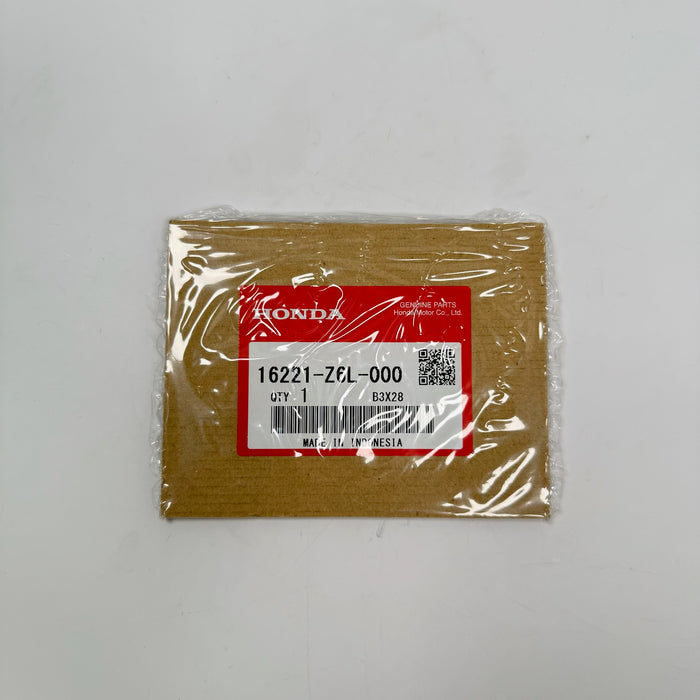 HONDA
GENUINE PARTS
Honda Motor Co., Ltd.
16221-Z6L-000
QTY 1 B3X28
MADE IN INDONESIA